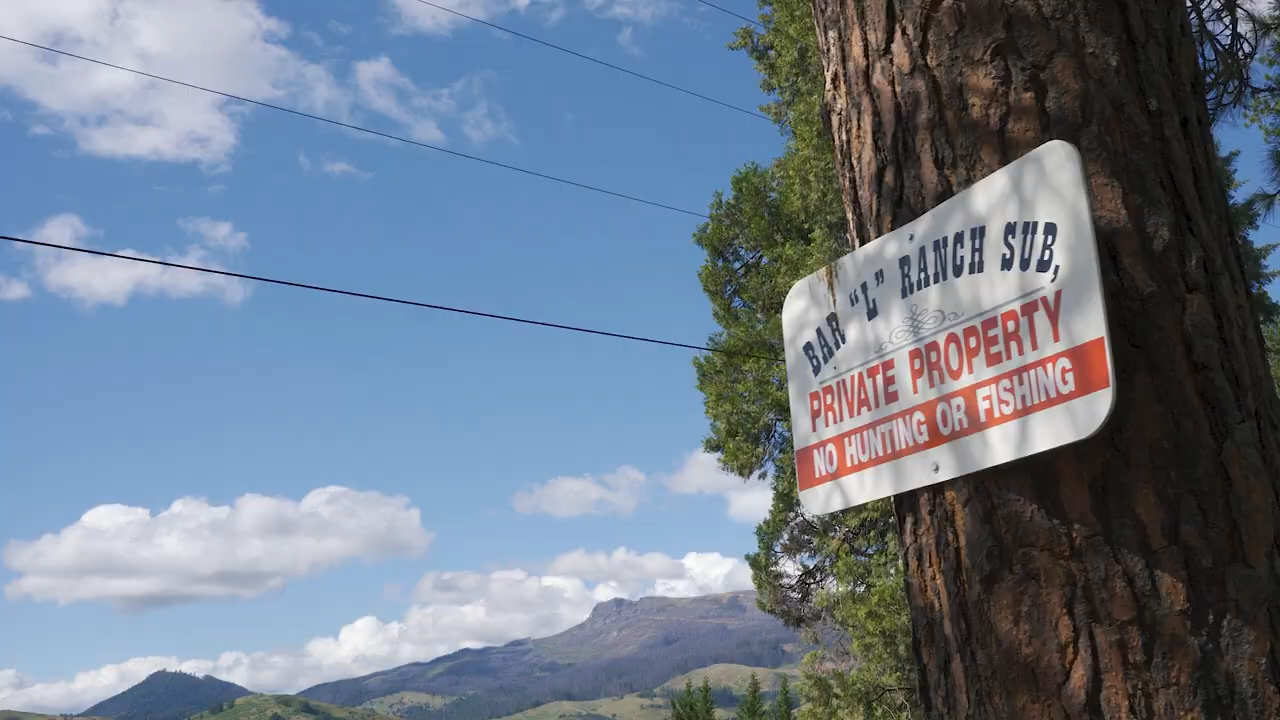 BAR "L" RANCH SUB,
PRIVATE PROPERTY
NO HUNTING OR FISHING